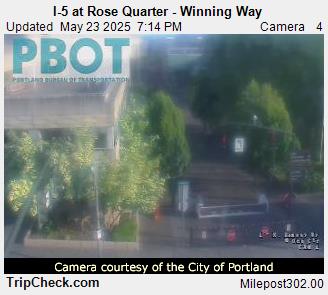 I-5 at Rose Quarter - Winning Way
Updated May 23 2025 7:14 PM Camera 4
PBOT
PORTLAND BUREAU OF TRANSPORTATION
Camera courtesy of the City of Portland
TripCheck.com Milepost302.00